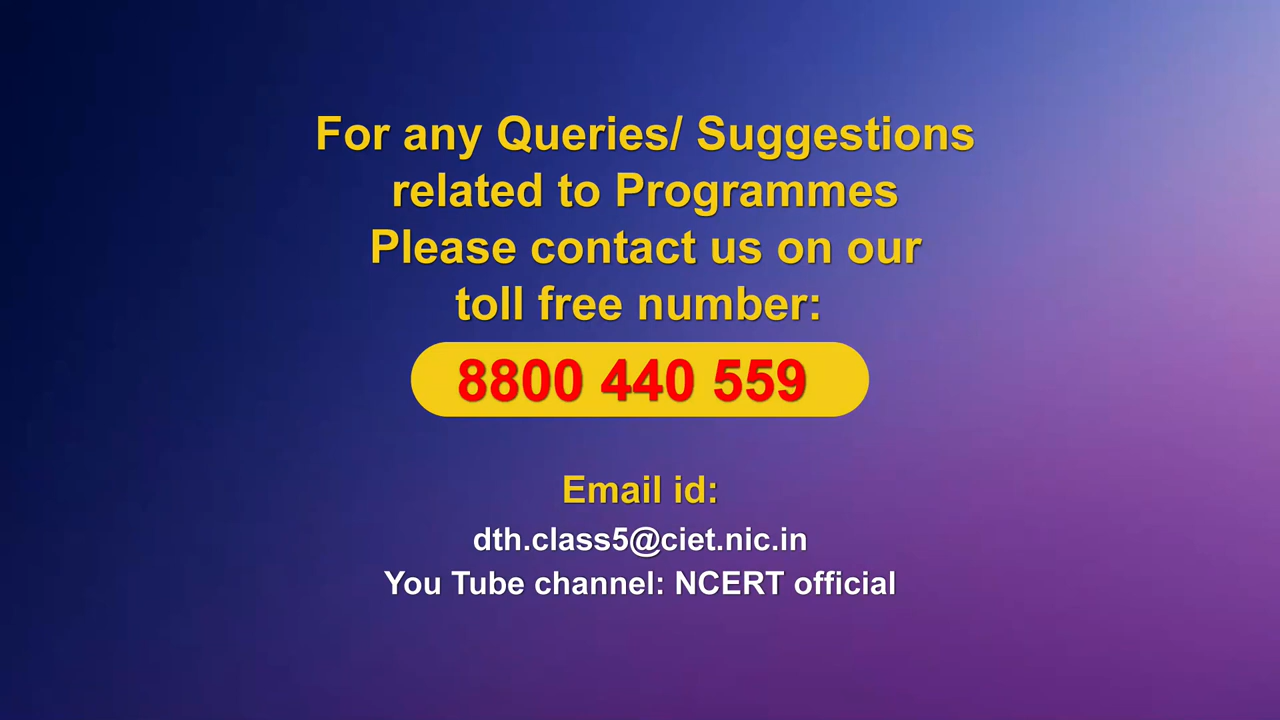 For any Queries/ Suggestions
related to Programmes
Please contact us on our
toll free number:
8800 440 559
Email id:
dth.class5@ciet.nic.in
You Tube channel: NCERT official